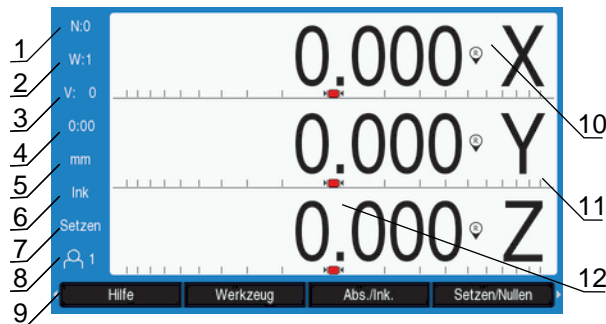 N:0
W:1
V: 0
0:00
mm
Ink
Setzen
1
0.000 R X
0.000 R Y
0.000 R Z
Hilfe Werkzeug Abs./Ink. Setzen/Nullen
1
2
3
4
5
6
7
8
9
10
11
12